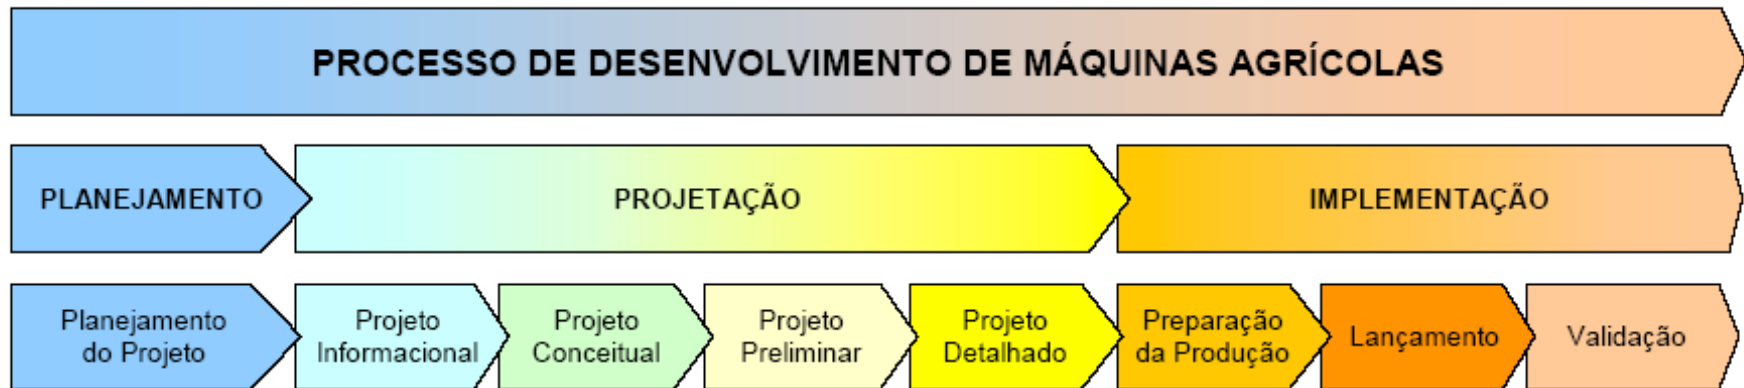 PROCESSO DE DESENVOLVIMENTO DE MÁQUINAS AGRÍCOLAS
PLANEJAMENTO
PROJETAÇÃO
IMPLEMENTAÇÃO
Planejamento
do Projeto
Projeto
Informacional
Projeto
Conceitual
Projeto
Preliminar
Projeto
Detalhado
Preparação
da Produção
Lançamento
Validação